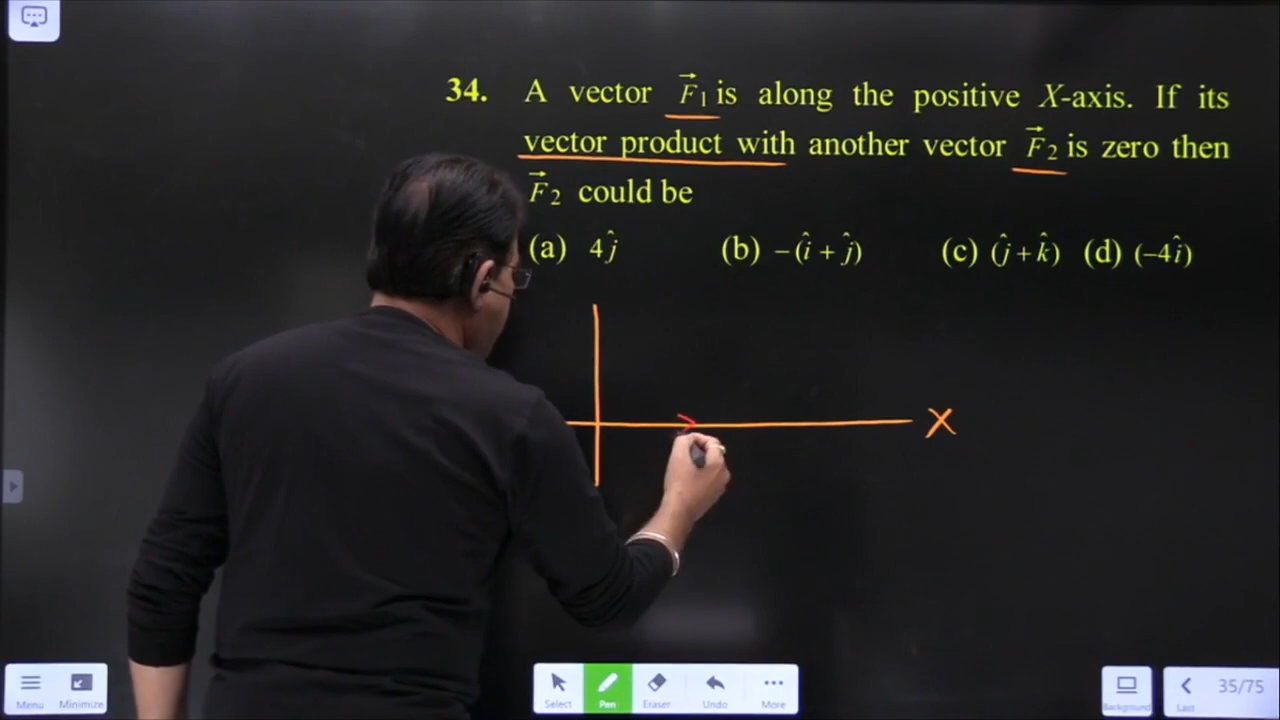 34. A vector F⃗₁ is along the positive X-axis. If its
vector product with another vector F⃗₂ is zero then
F⃗₂ could be
(a) 4ĵ (b) −(î + ĵ) (c) (ĵ + k̂) (d) (−4î)
X
Menu Minimize Select Pen Eraser Undo More Background Last 35/75